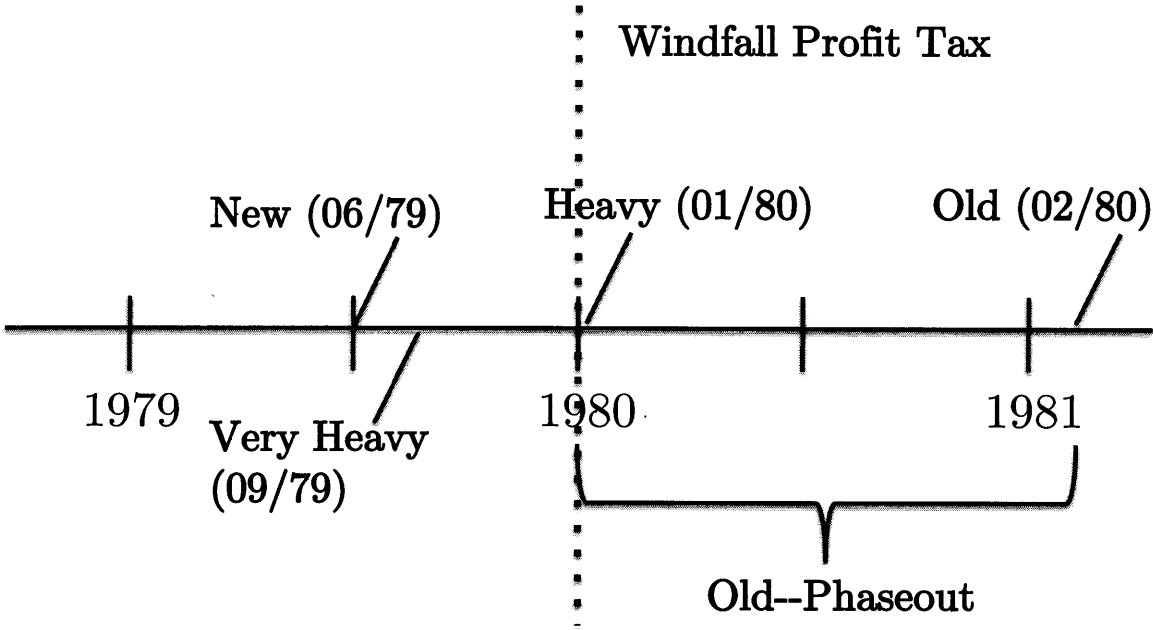 Windfall Profit Tax
New (06/79)
Heavy (01/80)
Old (02/80)
1979
1980
1981
Very Heavy
(09/79)
Old--Phaseout